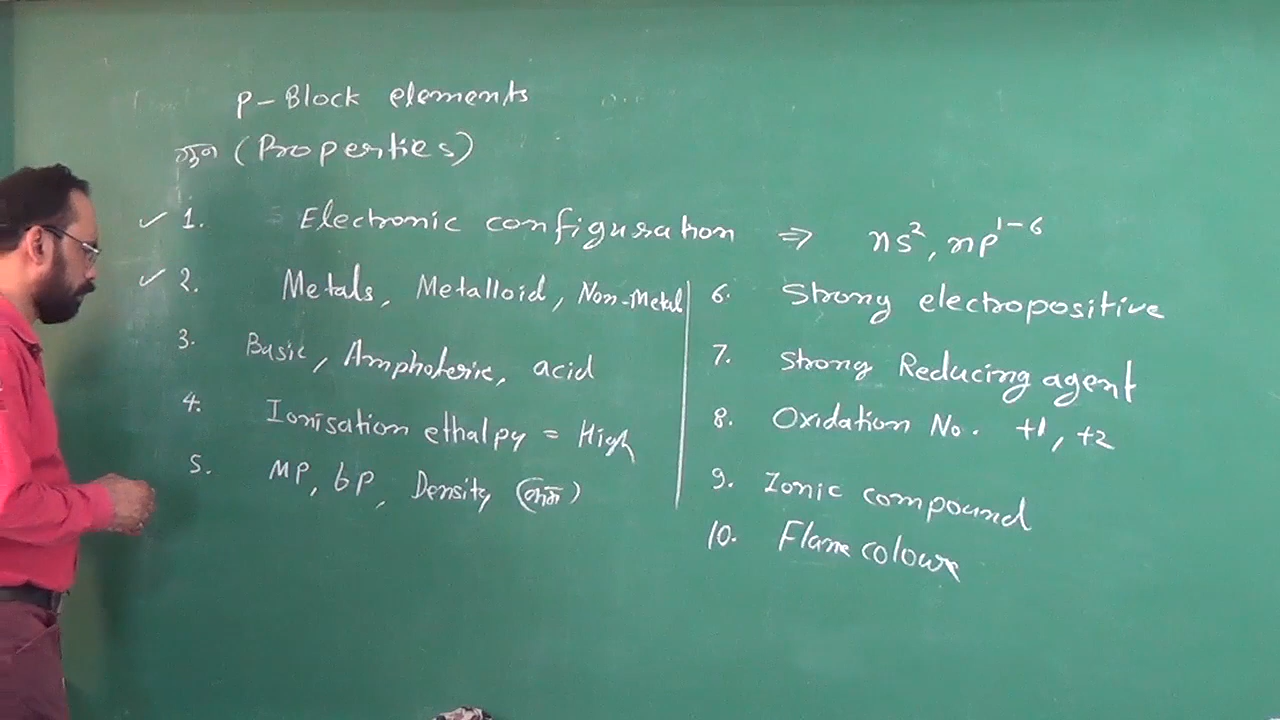 P-Block elements
গুণ (Properties)
✓ 1. Electronic configuration ⇒ ns², np¹⁻⁶
✓ 2. Metals, Metalloid, Non-Metal
3. Basic, Amphoteric, acid
4. Ionisation ethalpy = High
5. MP, bP, Density (কম)
6. Strong electropositive
7. Strong Reducing agent
8. Oxidation No. +1, +2
9. Ionic compound
10. Flame colour